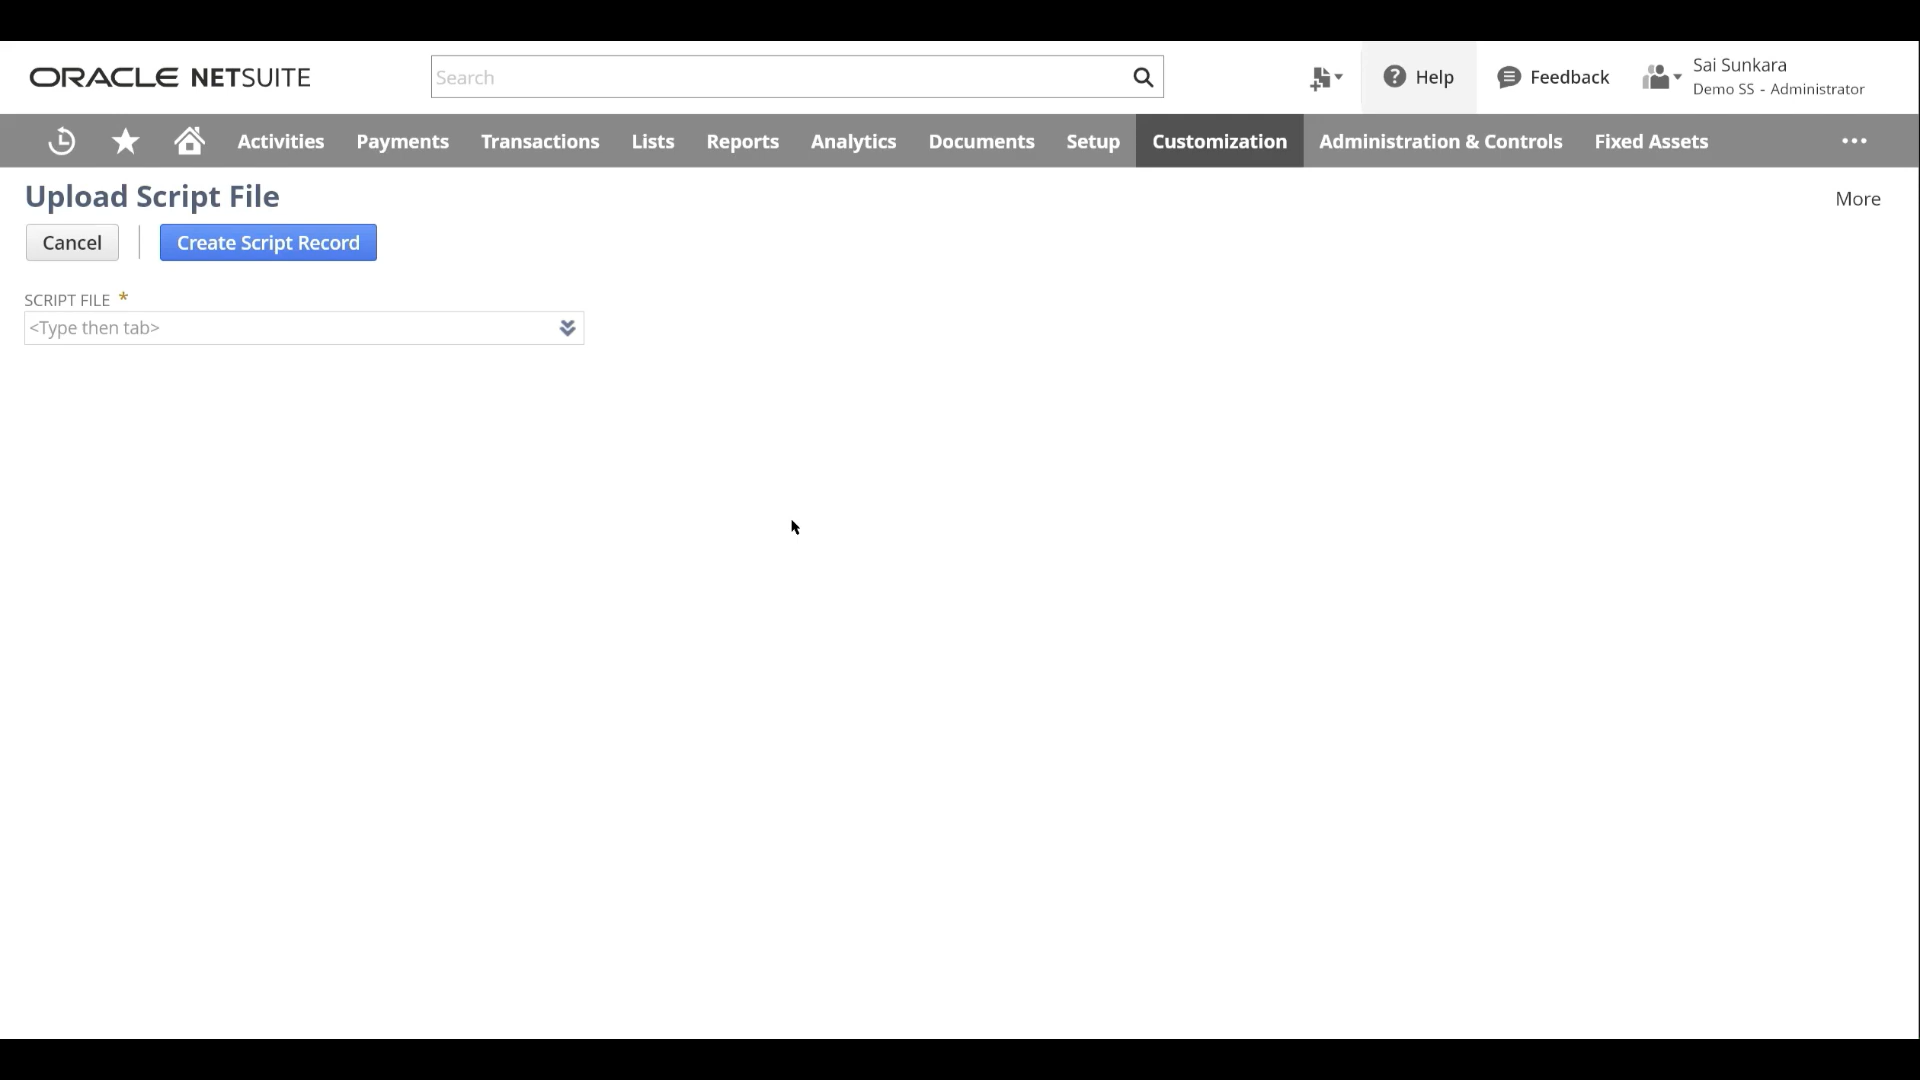 ORACLE NETSUITE
Search
Help
Feedback
Sai Sunkara
Demo SS - Administrator
Activities
Payments
Transactions
Lists
Reports
Analytics
Documents
Setup
Customization
Administration & Controls
Fixed Assets
Upload Script File
More
Cancel
Create Script Record
SCRIPT FILE *
<Type then tab>